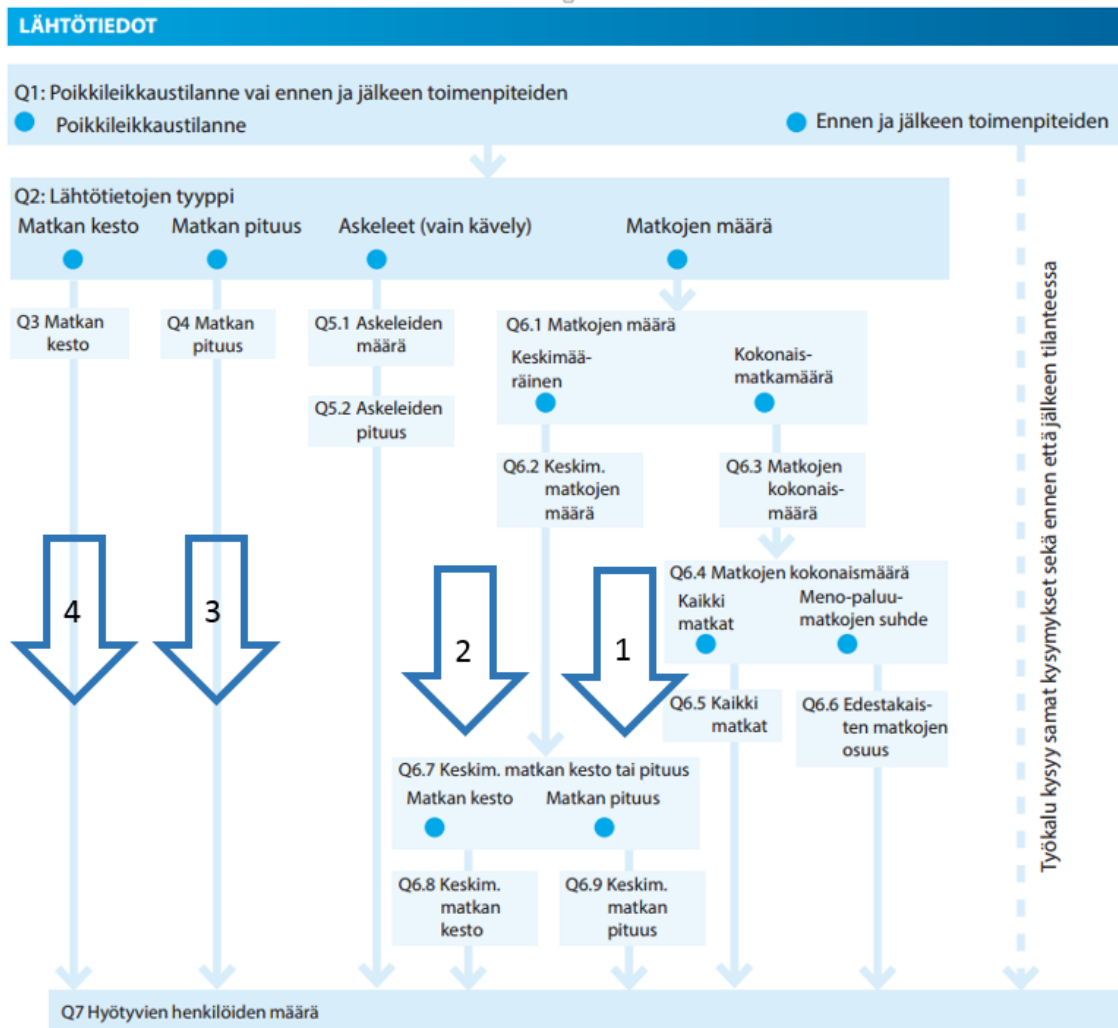 LÄHTÖTIEDOT
Q1: Poikkileikkaustilanne vai ennen ja jälkeen toimenpiteiden
Poikkileikkaustilanne
Ennen ja jälkeen toimenpiteiden
Q2: Lähtötietojen tyyppi
Matkan kesto
Matkan pituus
Askeleet (vain kävely)
Matkojen määrä
Q3 Matkan
kesto
Q4 Matkan
pituus
Q5.1 Askeleiden
määrä
Q5.2 Askeleiden
pituus
Q6.1 Matkojen määrä
Keskimää-
räinen
Kokonais-
matkamäärä
Q6.2 Keskim.
matkojen
määrä
Q6.3 Matkojen
kokonais-
määrä
Q6.4 Matkojen kokonaismäärä
Kaikki
matkat
Meno-paluu-
matkojen suhde
Q6.5 Kaikki
matkat
Q6.6 Edestakais-
ten matkojen
osuus
4
3
2
1
Q6.7 Keskim. matkan kesto tai pituus
Matkan kesto
Matkan pituus
Q6.8 Keskim.
matkan
kesto
Q6.9 Keskim.
matkan
pituus
Työkalu kysyy samat kysymykset sekä ennen että jälkeen tilanteessa
Q7 Hyötyvien henkilöiden määrä